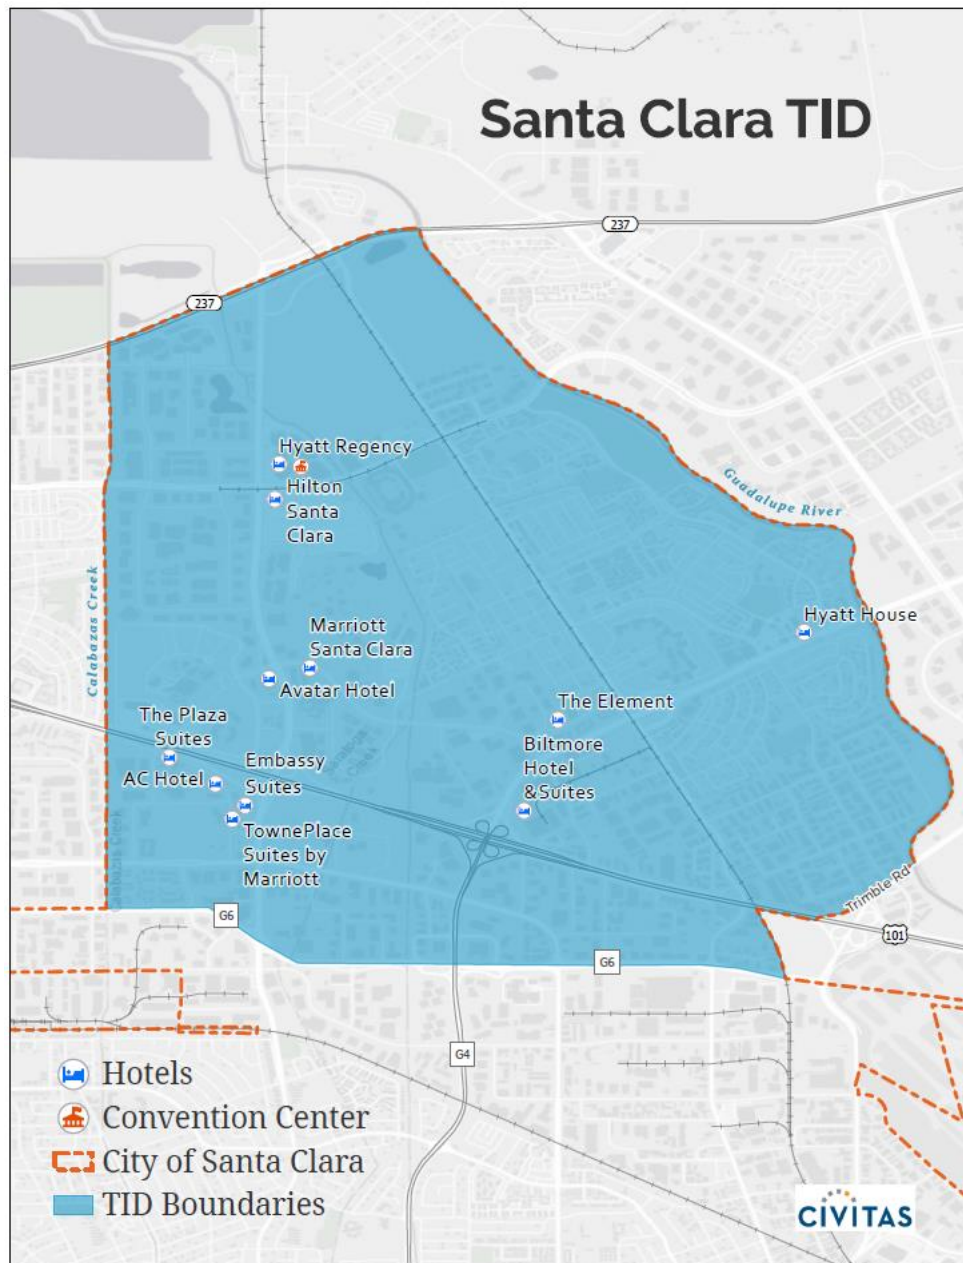 Santa Clara TID
237
237
Hyatt Regency
Hilton
Santa
Clara
Guadalupe River
Calabazas Creek
Hyatt House
Marriott
Santa Clara
Avatar Hotel
The Element
The Plaza
Suites
Biltmore
Hotel
&Suites
Embassy
Suites
AC Hotel
TownePlace
Suites by
Marriott
Calabazas Creek
Trimble Rd
G6
101
G6
G4
Hotels
Convention Center
City of Santa Clara
TID Boundaries
CIVITAS